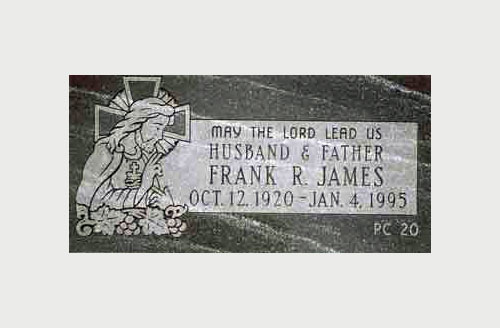 MAY THE LORD LEAD US
HUSBAND & FATHER
FRANK R. JAMES
OCT. 12, 1920 - JAN. 4, 1995
PC 20